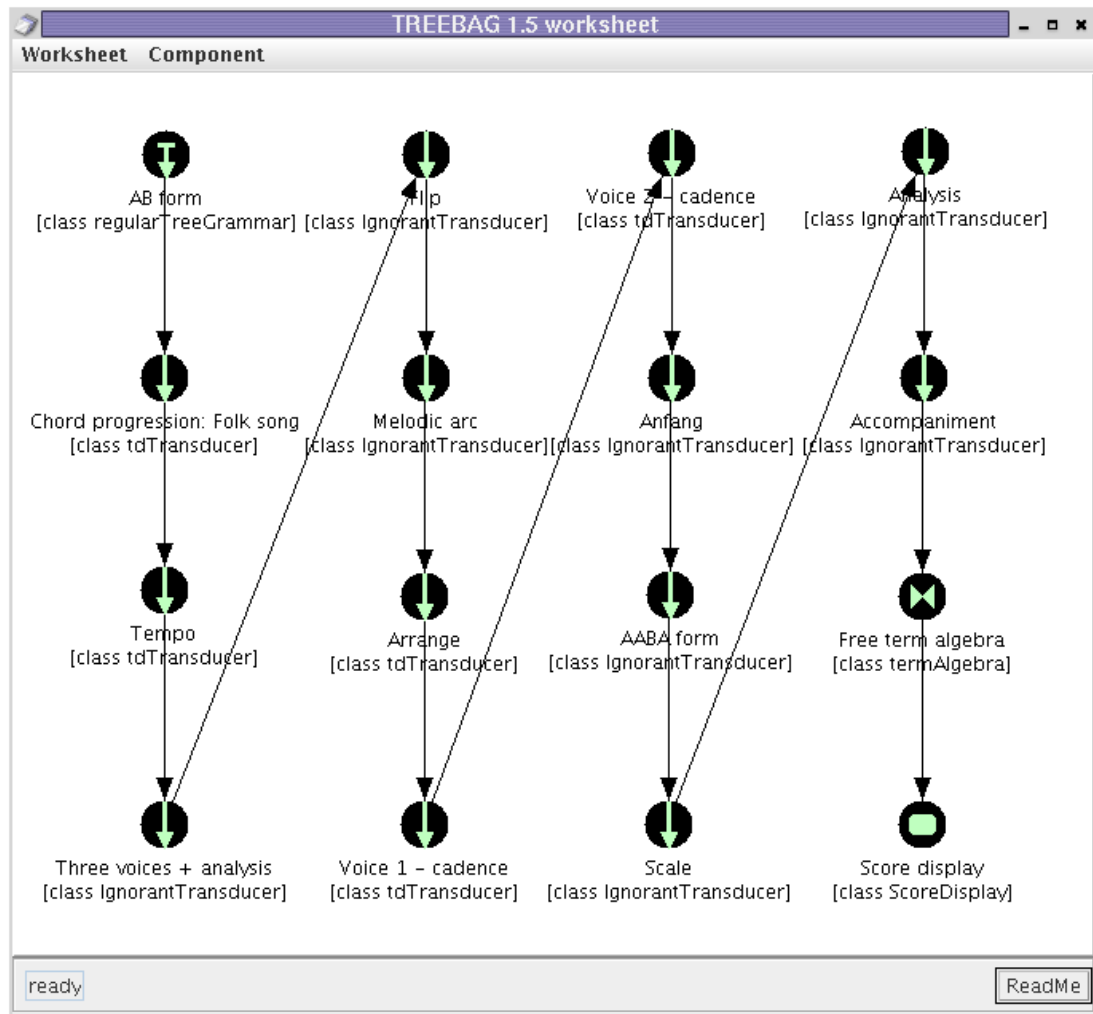 TREEBAG 1.5 worksheet
Worksheet Component
AB form
[class regularTreeGrammar]
Flip
[class IgnorantTransducer]
Voice 2 – cadence
[class tdTransducer]
Analysis
[class IgnorantTransducer]
Chord progression: Folk song
[class tdTransducer]
Melodic arc
[class IgnorantTransducer]
Anfang
[class IgnorantTransducer]
Accompaniment
[class IgnorantTransducer]
Tempo
[class tdTransducer]
Arrange
[class tdTransducer]
AABA form
[class IgnorantTransducer]
Free term algebra
[class termAlgebra]
Three voices + analysis
[class IgnorantTransducer]
Voice 1 – cadence
[class tdTransducer]
Scale
[class IgnorantTransducer]
Score display
[class ScoreDisplay]
ready
ReadMe